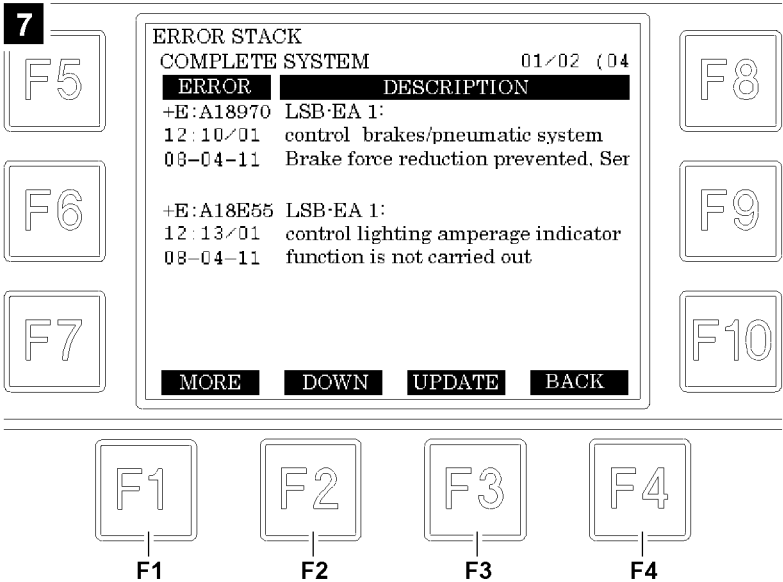 7
F5
F6
F7
F8
F9
F10
ERROR STACK
COMPLETE SYSTEM 01/02 (04
ERROR DESCRIPTION
+E:A18970 LSB-EA 1:
12:10/01 control brakes/pneumatic system
08-04-11 Brake force reduction prevented, Ser
+E:A18E55 LSB-EA 1:
12:13/01 control lighting amperage indicator
08-04-11 function is not carried out
MORE DOWN UPDATE BACK
F1 F2 F3 F4
F1 F2 F3 F4